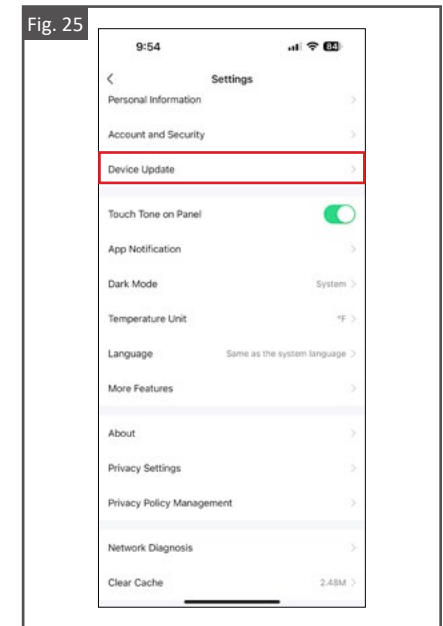 Fig. 25
9:54 84
Settings
Personal Information
Account and Security
Device Update
Touch Tone on Panel
App Notification
Dark Mode System
Temperature Unit °F
Language Same as the system language
More Features
About
Privacy Settings
Privacy Policy Management
Network Diagnosis
Clear Cache 2.48M